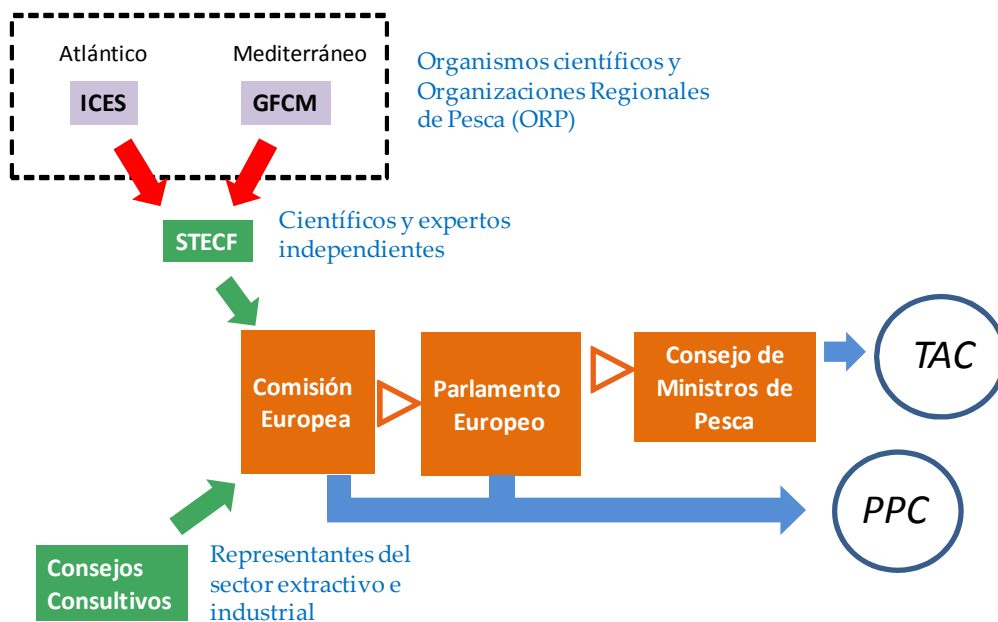 Atlántico
Mediterráneo
ICES
GFCM
Organismos científicos y
Organizaciones Regionales
de Pesca (ORP)
STECF
Científicos y expertos
independientes
Comisión
Europea
Parlamento
Europeo
Consejo de
Ministros de
Pesca
TAC
PPC
Consejos
Consultivos
Representantes del
sector extractivo e
industrial